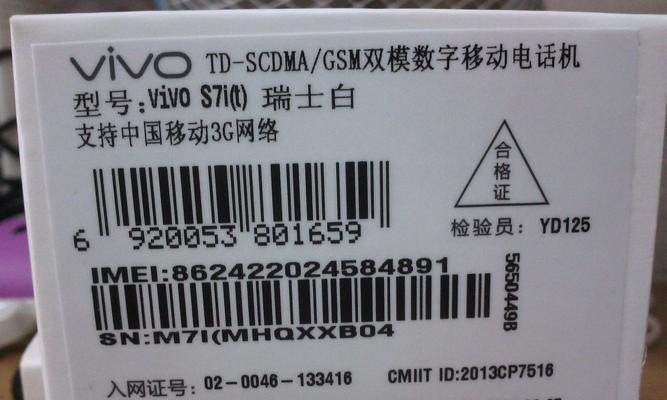 vivo TD-SCDMA/GSM双模数字移动电话机
型号:vivo S7i(t) 瑞士白
支持中国移动3G网络
合格证
检验员: YD125
6 920053 801659
IMEI:862422024584891
5650449B
SN:M7I(MHQXXB04
入网证号: 02-0046-133416 CMIIT ID:2013CP7516